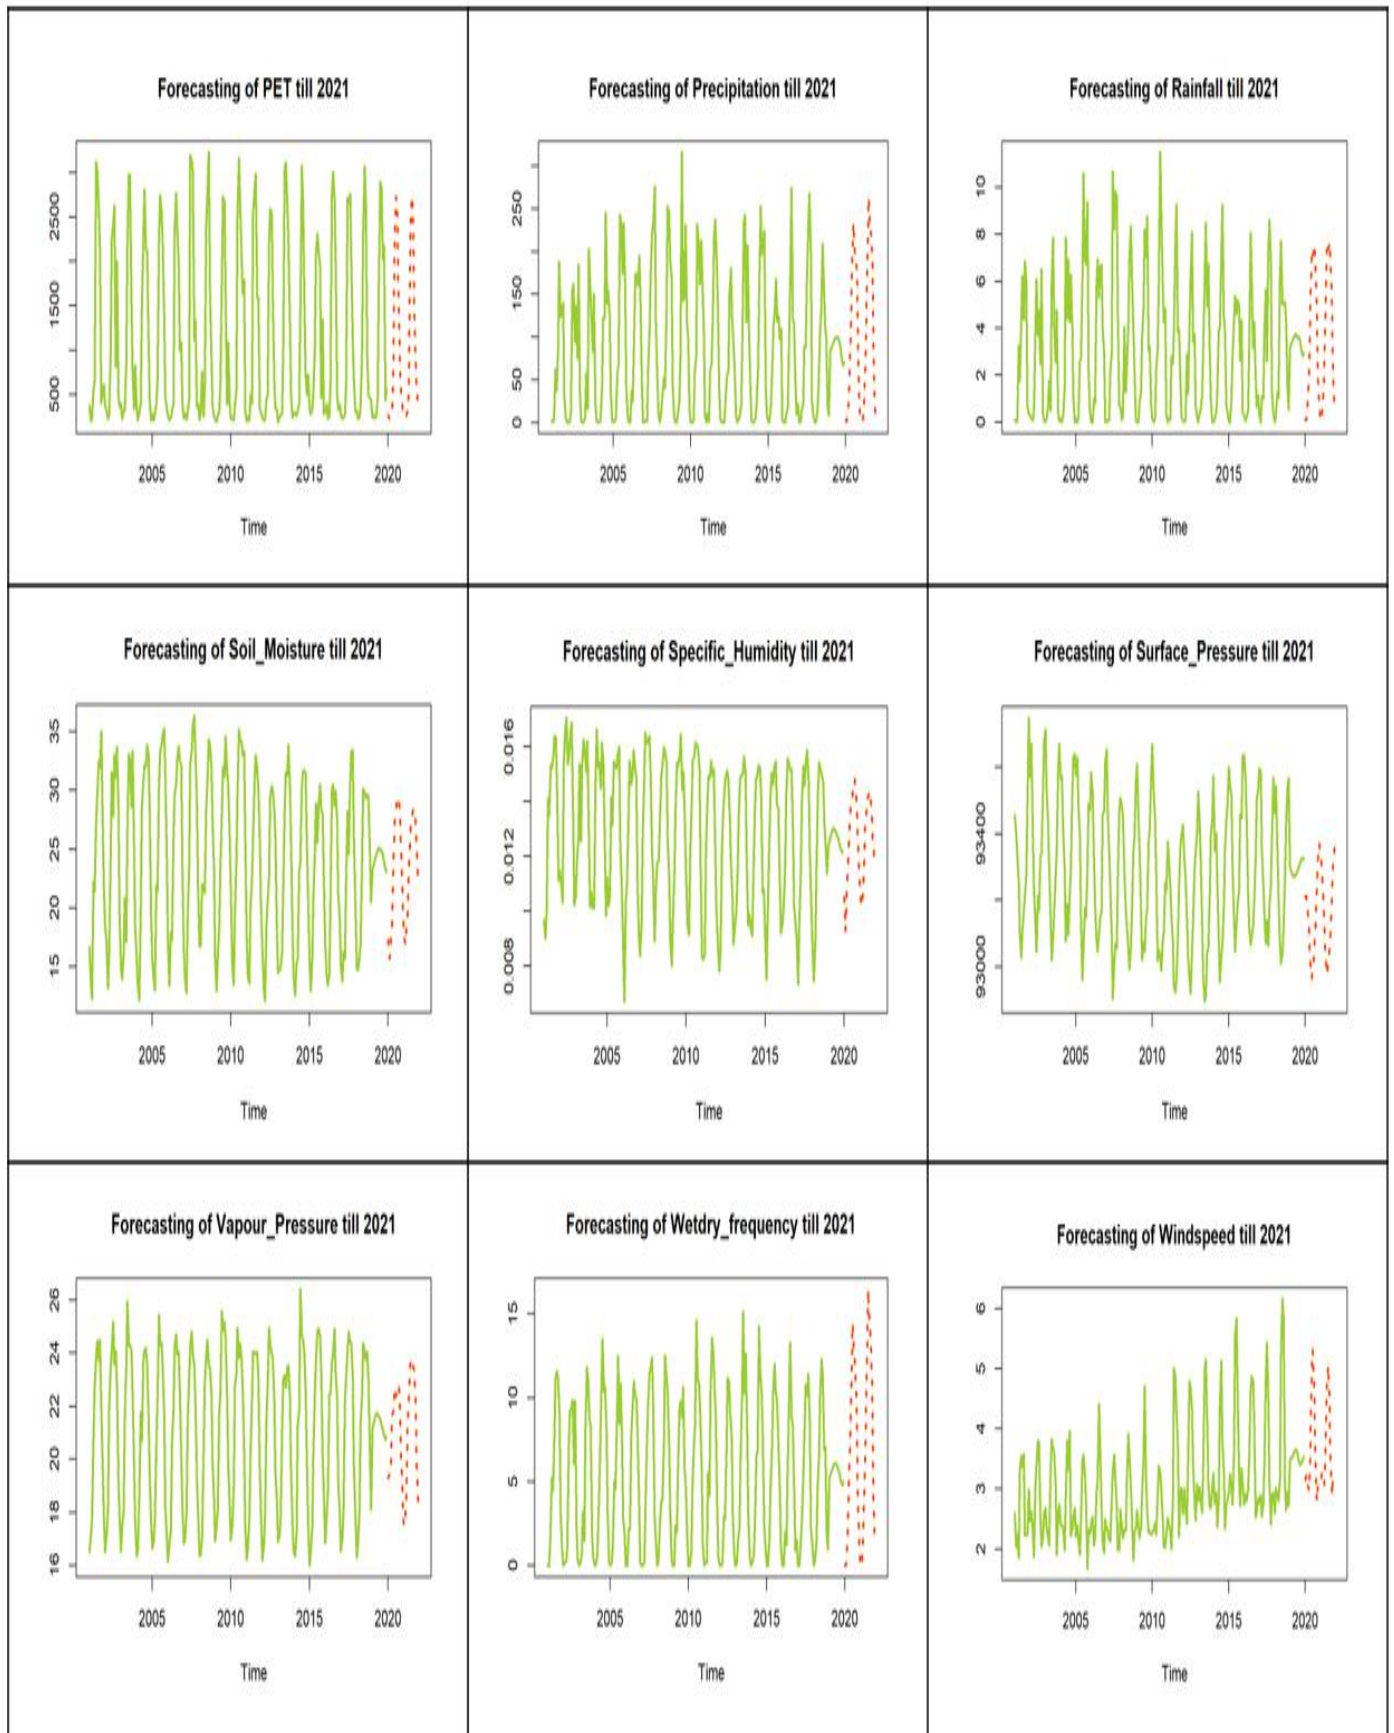 Forecasting of PET till 2021
500 1500 2500
2005 2010 2015 2020
Time
Forecasting of Precipitation till 2021
0 50 150 250
2005 2010 2015 2020
Time
Forecasting of Rainfall till 2021
0 2 4 6 8 10
2005 2010 2015 2020
Time
Forecasting of Soil_Moisture till 2021
15 20 25 30 35
2005 2010 2015 2020
Time
Forecasting of Specific_Humidity till 2021
0.008 0.012 0.016
2005 2010 2015 2020
Time
Forecasting of Surface_Pressure till 2021
93000 93400
2005 2010 2015 2020
Time
Forecasting of Vapour_Pressure till 2021
16 18 20 22 24 26
2005 2010 2015 2020
Time
Forecasting of Wetdry_frequency till 2021
0 5 10 15
2005 2010 2015 2020
Time
Forecasting of Windspeed till 2021
2 3 4 5 6
2005 2010 2015 2020
Time